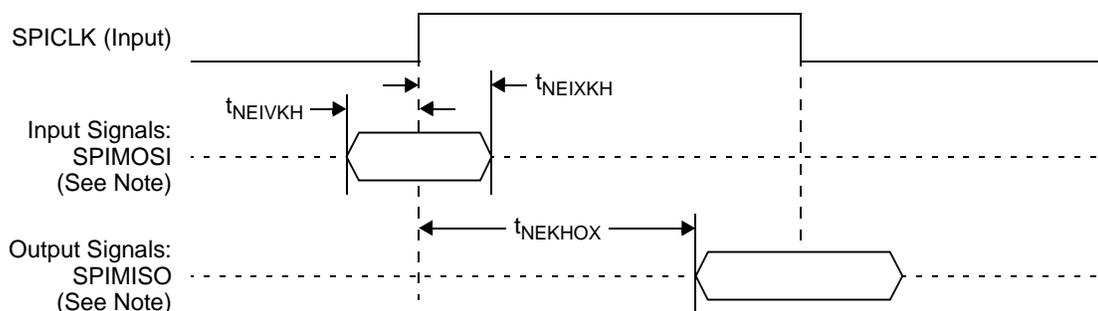 SPICLK (Input)
tNEIXKH
tNEIVKH
Input Signals:
SPIMOSI
(See Note)
tNEKHOX
Output Signals:
SPIMISO
(See Note)